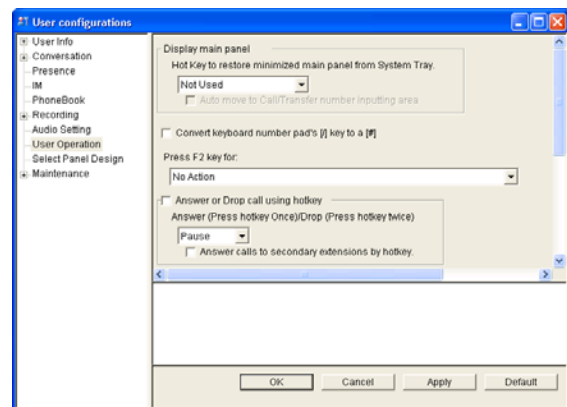 User configurations
User Info
Conversation
Presence
IM
PhoneBook
Recording
Audio Setting
User Operation
Select Panel Design
Maintenance
Display main panel
Hot Key to restore minimized main panel from System Tray.
Not Used
Auto move to Call/Transfer number inputting area
Convert keyboard number pad's [/] key to a [#]
Press F2 key for:
No Action
Answer or Drop call using hotkey
Answer (Press hotkey Once)/Drop (Press hotkey twice)
Pause
Answer calls to secondary extensions by hotkey.
OK Cancel Apply Default